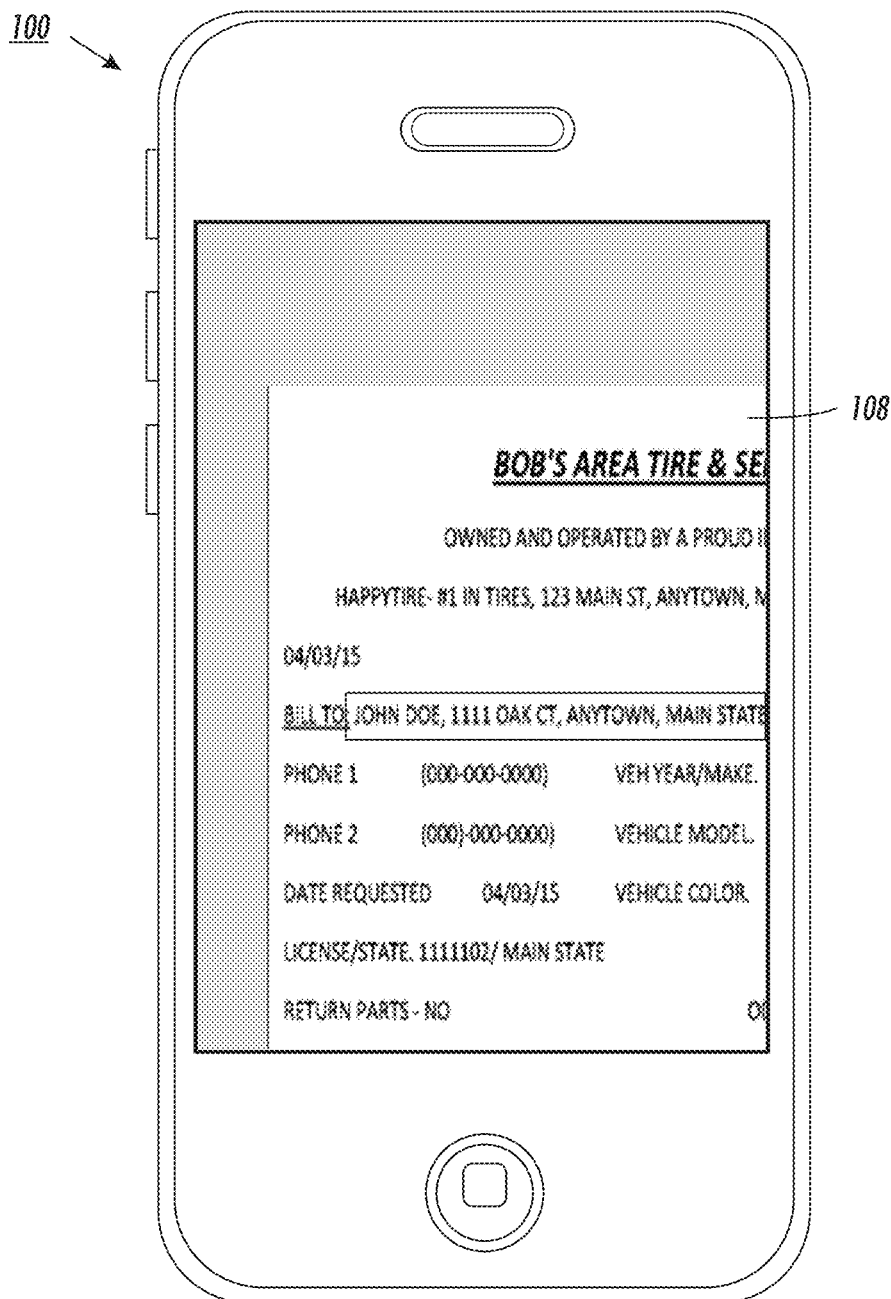 100
108
BOB'S AREA TIRE & SE
OWNED AND OPERATED BY A PROUD I
HAPPYTIRE- #1 IN TIRES, 123 MAIN ST, ANYTOWN, M
04/03/15
BILL TO: JOHN DOE, 1111 OAK CT, ANYTOWN, MAIN STATE
PHONE 1 (000-000-0000) VEH YEAR/MAKE.
PHONE 2 (000)-000-0000) VEHICLE MODEL.
DATE REQUESTED 04/03/15 VEHICLE COLOR.
LICENSE/STATE. 1111102/ MAIN STATE
RETURN PARTS - NO